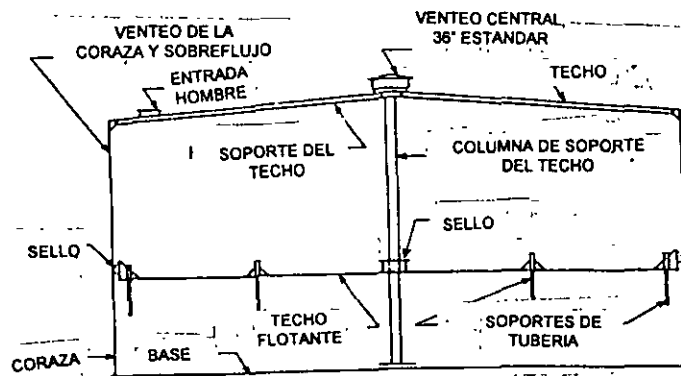 VENTEO DE LA
CORAZA Y SOBREFLUJO
VENTEO CENTRAL
36" ESTANDAR
ENTRADA
HOMBRE
TECHO
SOPORTE DEL
TECHO
COLUMNA DE SOPORTE
DEL TECHO
SELLO
SELLO
TECHO
FLOTANTE
SOPORTES DE
TUBERIA
CORAZA
BASE